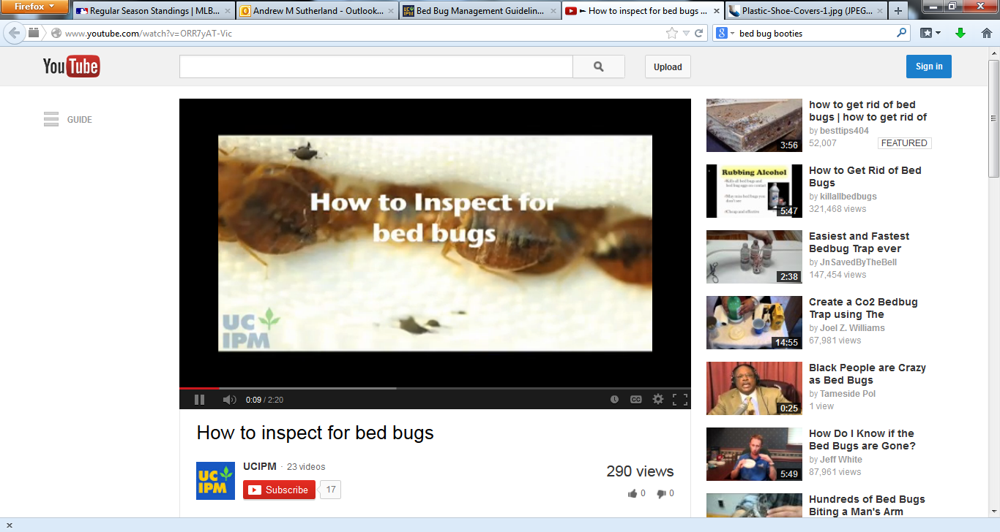 Firefox
Regular Season Standings | MLB...
Andrew M Sutherland - Outlook...
Bed Bug Management Guidelin...
► How to inspect for bed bugs ...
Plastic-Shoe-Covers-1.jpg (JPEG...
www.youtube.com/watch?v=ORR7yAT-Vic
8
bed bug booties
YouTube
Upload
Sign in
GUIDE
How to Inspect for
bed bugs
UC
IPM
0:09 / 2:20
CC
How to inspect for bed bugs
UC
IPM
UCIPM · 23 videos
Subscribe
17
290 views
0
0
3:56
how to get rid of bed
bugs | how to get rid of
by besttips404
52,007
FEATURED
Rubbing Alcohol
5:47
How to Get Rid of Bed
Bugs
by killallbedbugs
321,468 views
2:38
Easiest and Fastest
Bedbug Trap ever
by JnSavedByTheBell
147,454 views
14:55
Create a Co2 Bedbug
Trap using The
by Joel Z. Williams
67,981 views
0:25
Black People are Crazy
as Bed Bugs
by Tameside Pol
1 view
5:49
How Do I Know if the
Bed Bugs are Gone?
by Jeff White
87,961 views
Hundreds of Bed Bugs
Biting a Man's Arm